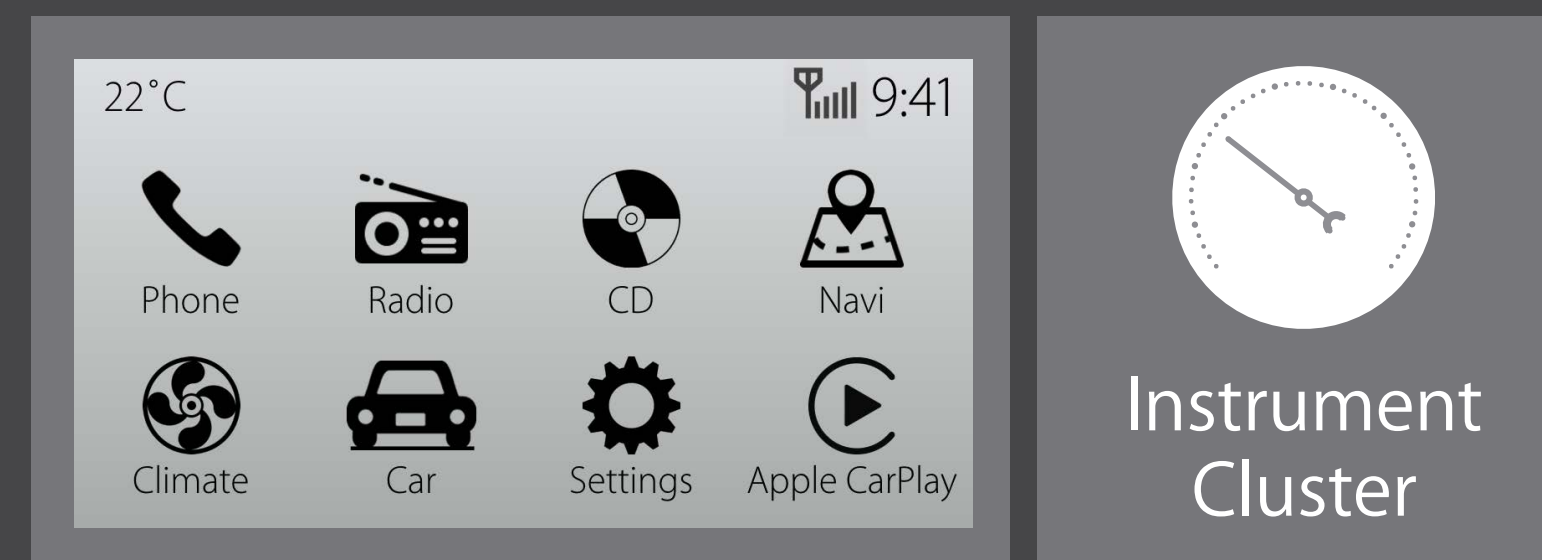 22°C
9:41
Phone
Radio
CD
Navi
Climate
Car
Settings
Apple CarPlay
Instrument
Cluster